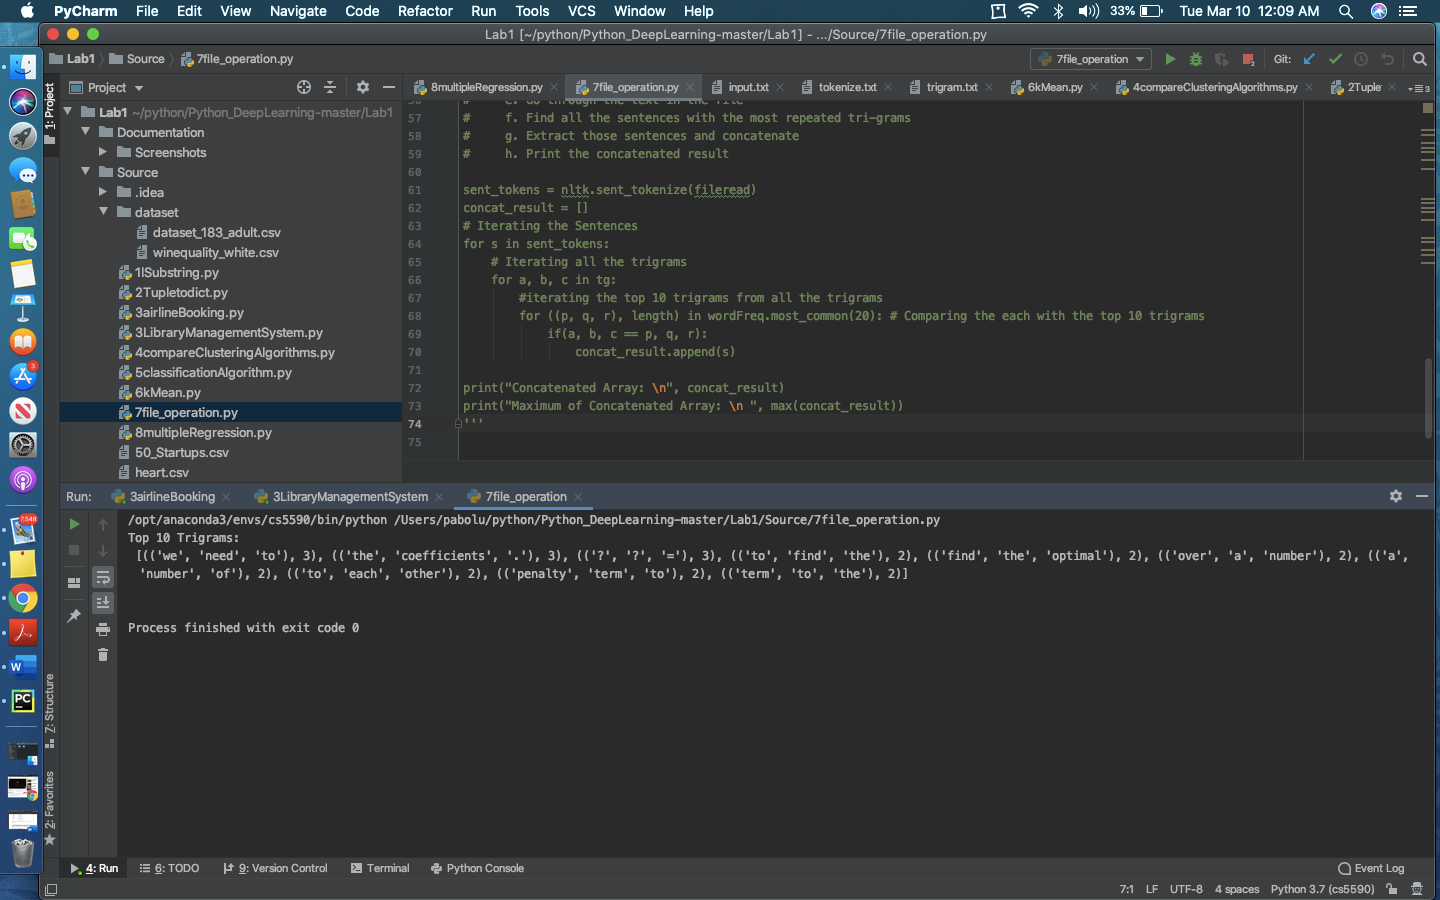 PyCharm File Edit View Navigate Code Refactor Run Tools VCS Window Help 33% Tue Mar 10 12:09 AM
Lab1 [~/python/Python_DeepLearning-master/Lab1] - .../Source/7file_operation.py
Lab1 Source 7file_operation.py 7file_operation Git:
Project 8multipleRegression.py 7file_operation.py input.txt tokenize.txt trigram.txt 6kMean.py 4compareClusteringAlgorithms.py 2Tuple 3
1: Project
Lab1 ~/python/Python_DeepLearning-master/Lab1
Documentation
Screenshots
Source
.idea
dataset
dataset_183_adult.csv
winequality_white.csv
1lSubstring.py
2Tupletodict.py
3airlineBooking.py
3LibraryManagementSystem.py
4compareClusteringAlgorithms.py
5classificationAlgorithm.py
6kMean.py
7file_operation.py
8multipleRegression.py
50_Startups.csv
heart.csv
56 # e. Go through the text in the file
57 # f. Find all the sentences with the most repeated tri-grams
58 # g. Extract those sentences and concatenate
59 # h. Print the concatenated result
60
61 sent_tokens = nltk.sent_tokenize(fileread)
62 concat_result = []
63 # Iterating the Sentences
64 for s in sent_tokens:
65 # Iterating all the trigrams
66 for a, b, c in tg:
67 #iterating the top 10 trigrams from all the trigrams
68 for ((p, q, r), length) in wordFreq.most_common(20): # Comparing the each with the top 10 trigrams
69 if(a, b, c == p, q, r):
70 concat_result.append(s)
71
72 print("Concatenated Array: \n", concat_result)
73 print("Maximum of Concatenated Array: \n ", max(concat_result))
74 '''
75
Run: 3airlineBooking 3LibraryManagementSystem 7file_operation
/opt/anaconda3/envs/cs5590/bin/python /Users/pabolu/python/Python_DeepLearning-master/Lab1/Source/7file_operation.py
Top 10 Trigrams:
[(('we', 'need', 'to'), 3), (('the', 'coefficients', '.'), 3), (('?', '?', '='), 3), (('to', 'find', 'the'), 2), (('find', 'the', 'optimal'), 2), (('over', 'a', 'number'), 2), (('a',
'number', 'of'), 2), (('to', 'each', 'other'), 2), (('penalty', 'term', 'to'), 2), (('term', 'to', 'the'), 2)]
Process finished with exit code 0
3
7,548
W
PC
Z: Structure
2: Favorites
4: Run 6: TODO 9: Version Control Terminal Python Console Event Log
7:1 LF UTF-8 4 spaces Python 3.7 (cs5590)